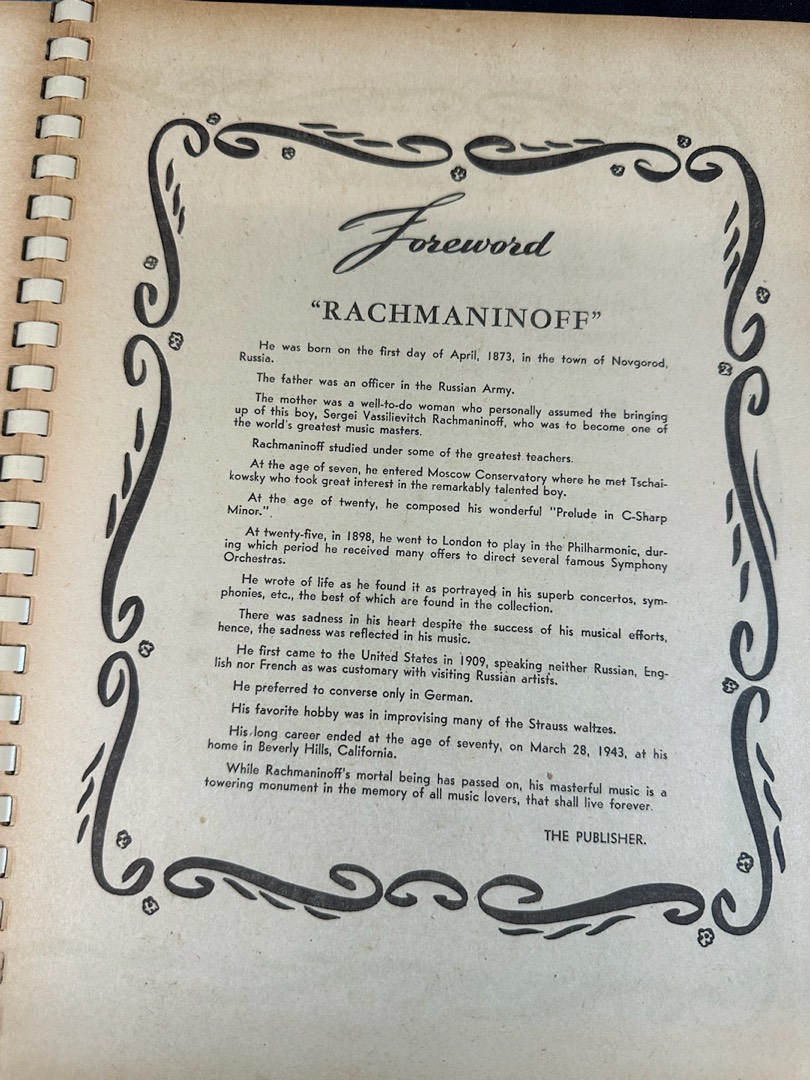 Foreword
“RACHMANINOFF”
He was born on the first day of April, 1873, in the town of Novgorod,
Russia.
The father was an officer in the Russian Army.
The mother was a well-to-do woman who personally assumed the bringing
up of this boy, Sergei Vassilievitch Rachmaninoff, who was to become one of
the world's greatest music masters.
Rachmaninoff studied under some of the greatest teachers.
At the age of seven, he entered Moscow Conservatory where he met Tschai-
kowsky who took great interest in the remarkably talented boy.
At the age of twenty, he composed his wonderful "Prelude in C-Sharp
Minor.".
At twenty-five, in 1898, he went to London to play in the Philharmonic, dur-
ing which period he received many offers to direct several famous Symphony
Orchestras.
He wrote of life as he found it as portrayed in his superb concertos, sym-
phonies, etc., the best of which are found in the collection.
There was sadness in his heart despite the success of his musical efforts,
hence, the sadness was reflected in his music.
He first came to the United States in 1909, speaking neither Russian, Eng-
lish nor French as was customary with visiting Russian artists.
He preferred to converse only in German.
His favorite hobby was in improvising many of the Strauss waltzes.
His long career ended at the age of seventy, on March 28, 1943, at his
home in Beverly Hills, California.
While Rachmaninoff's mortal being has passed on, his masterful music is a
towering monument in the memory of all music lovers, that shall live forever.
THE PUBLISHER.